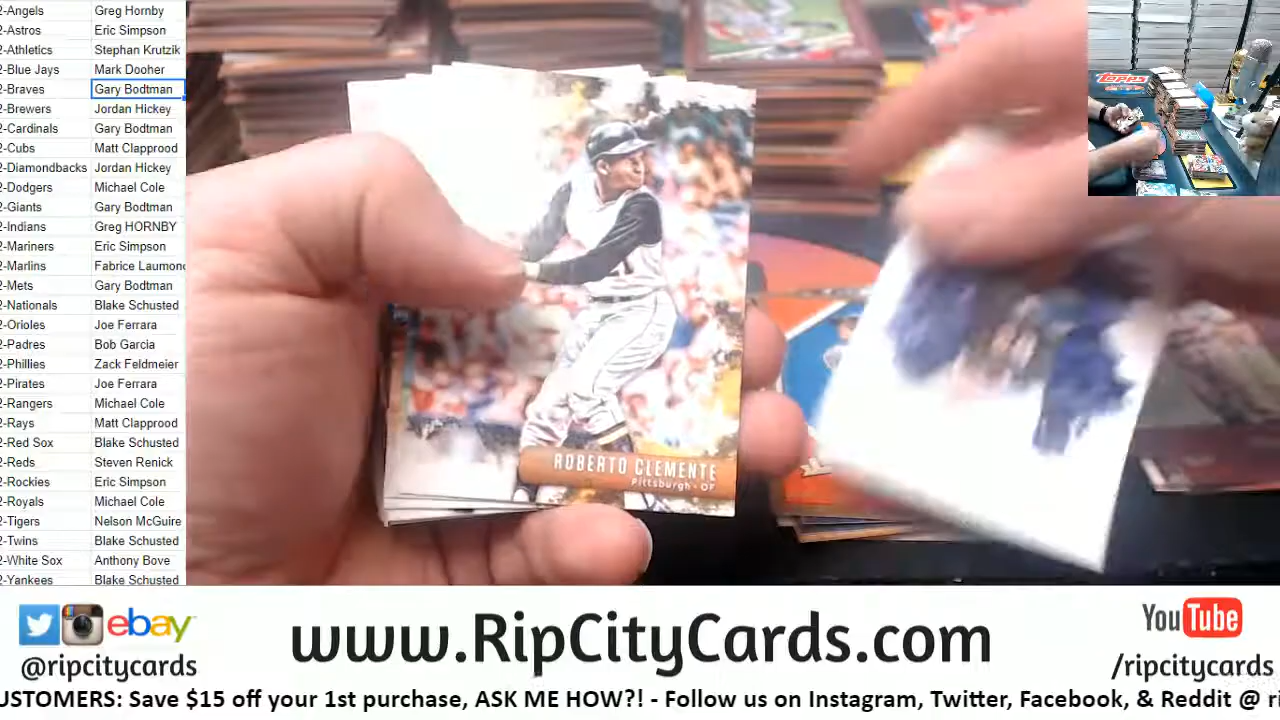 2-Angels Greg Hornby
2-Astros Eric Simpson
2-Athletics Stephan Krutzik
2-Blue Jays Mark Dooher
2-Braves Gary Bodtman
2-Brewers Jordan Hickey
2-Cardinals Gary Bodtman
2-Cubs Matt Clapprood
2-Diamondbacks Jordan Hickey
2-Dodgers Michael Cole
2-Giants Gary Bodtman
2-Indians Greg HORNBY
2-Mariners Eric Simpson
2-Marlins Fabrice Laumond
2-Mets Gary Bodtman
2-Nationals Blake Schusted
2-Orioles Joe Ferrara
2-Padres Bob Garcia
2-Phillies Zack Feldmeier
2-Pirates Joe Ferrara
2-Rangers Michael Cole
2-Rays Matt Clapprood
2-Red Sox Blake Schusted
2-Reds Steven Renick
2-Rockies Eric Simpson
2-Royals Michael Cole
2-Tigers Nelson McGuire
2-Twins Blake Schusted
2-White Sox Anthony Bove
2-Yankees Blake Schusted
topps
ROBERTO CLEMENTE
Pittsburgh - OF
ebay
@ripcitycards
www.RipCityCards.com
YouTube
/ripcitycards
USTOMERS: Save $15 off your 1st purchase, ASK ME HOW?! - Follow us on Instagram, Twitter, Facebook, & Reddit @ ri